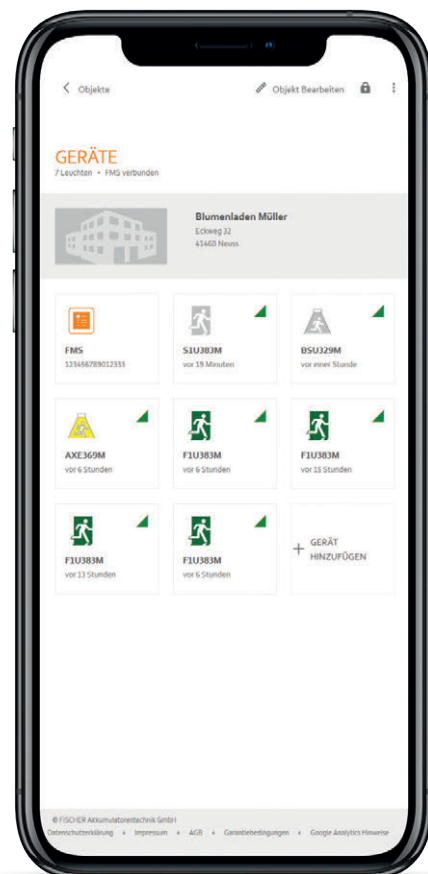 Objekte
Objekt Bearbeiten
GERÄTE
7 Leuchten • FMS verbunden
Blumenladen Müller
Eckweg 32
41460 Neuss
FMS
123456789012333
S1U383M
vor 19 Minuten
BSU329M
vor einer Stunde
AXE369M
vor 6 Stunden
F1U383M
vor 6 Stunden
F1U383M
vor 15 Stunden
F1U383M
vor 13 Stunden
F1U383M
vor 6 Stunden
+ GERÄT
HINZUFÜGEN
© FISCHER Akkumulatorentechnik GmbH
Datenschutzerklärung • Impressum • AGB • Garantiebedingungen • Google Analytics Hinweise